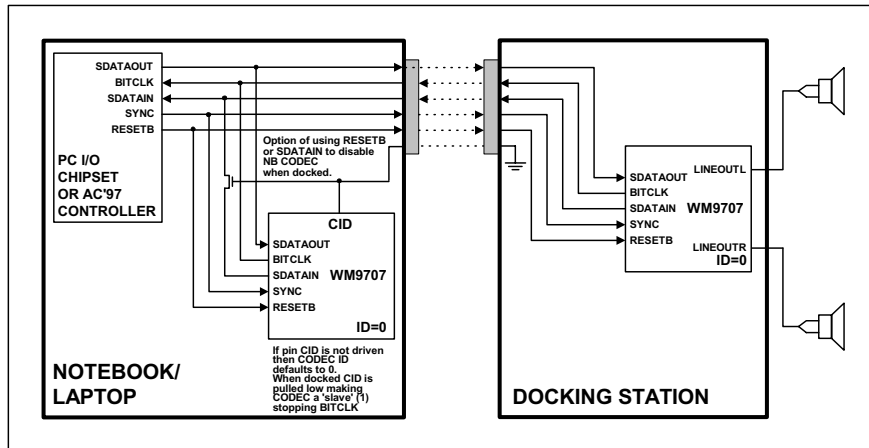 SDATAOUT
BITCLK
SDATAIN
SYNC
RESETB
PC I/O
CHIPSET
OR AC'97
CONTROLLER
Option of using RESETB
or SDATAIN to disable
NB CODEC
when docked.
CID
SDATAOUT
BITCLK
SDATAIN
WM9707
SYNC
RESETB
ID=0
If pin CID is not driven
then CODEC ID
defaults to 0.
When docked CID is
pulled low making
CODEC a 'slave' (1)
stopping BITCLK
NOTEBOOK/
LAPTOP
LINEOUTL
SDATAOUT
BITCLK
SDATAIN
WM9707
SYNC
RESETB
LINEOUTR
ID=0
DOCKING STATION